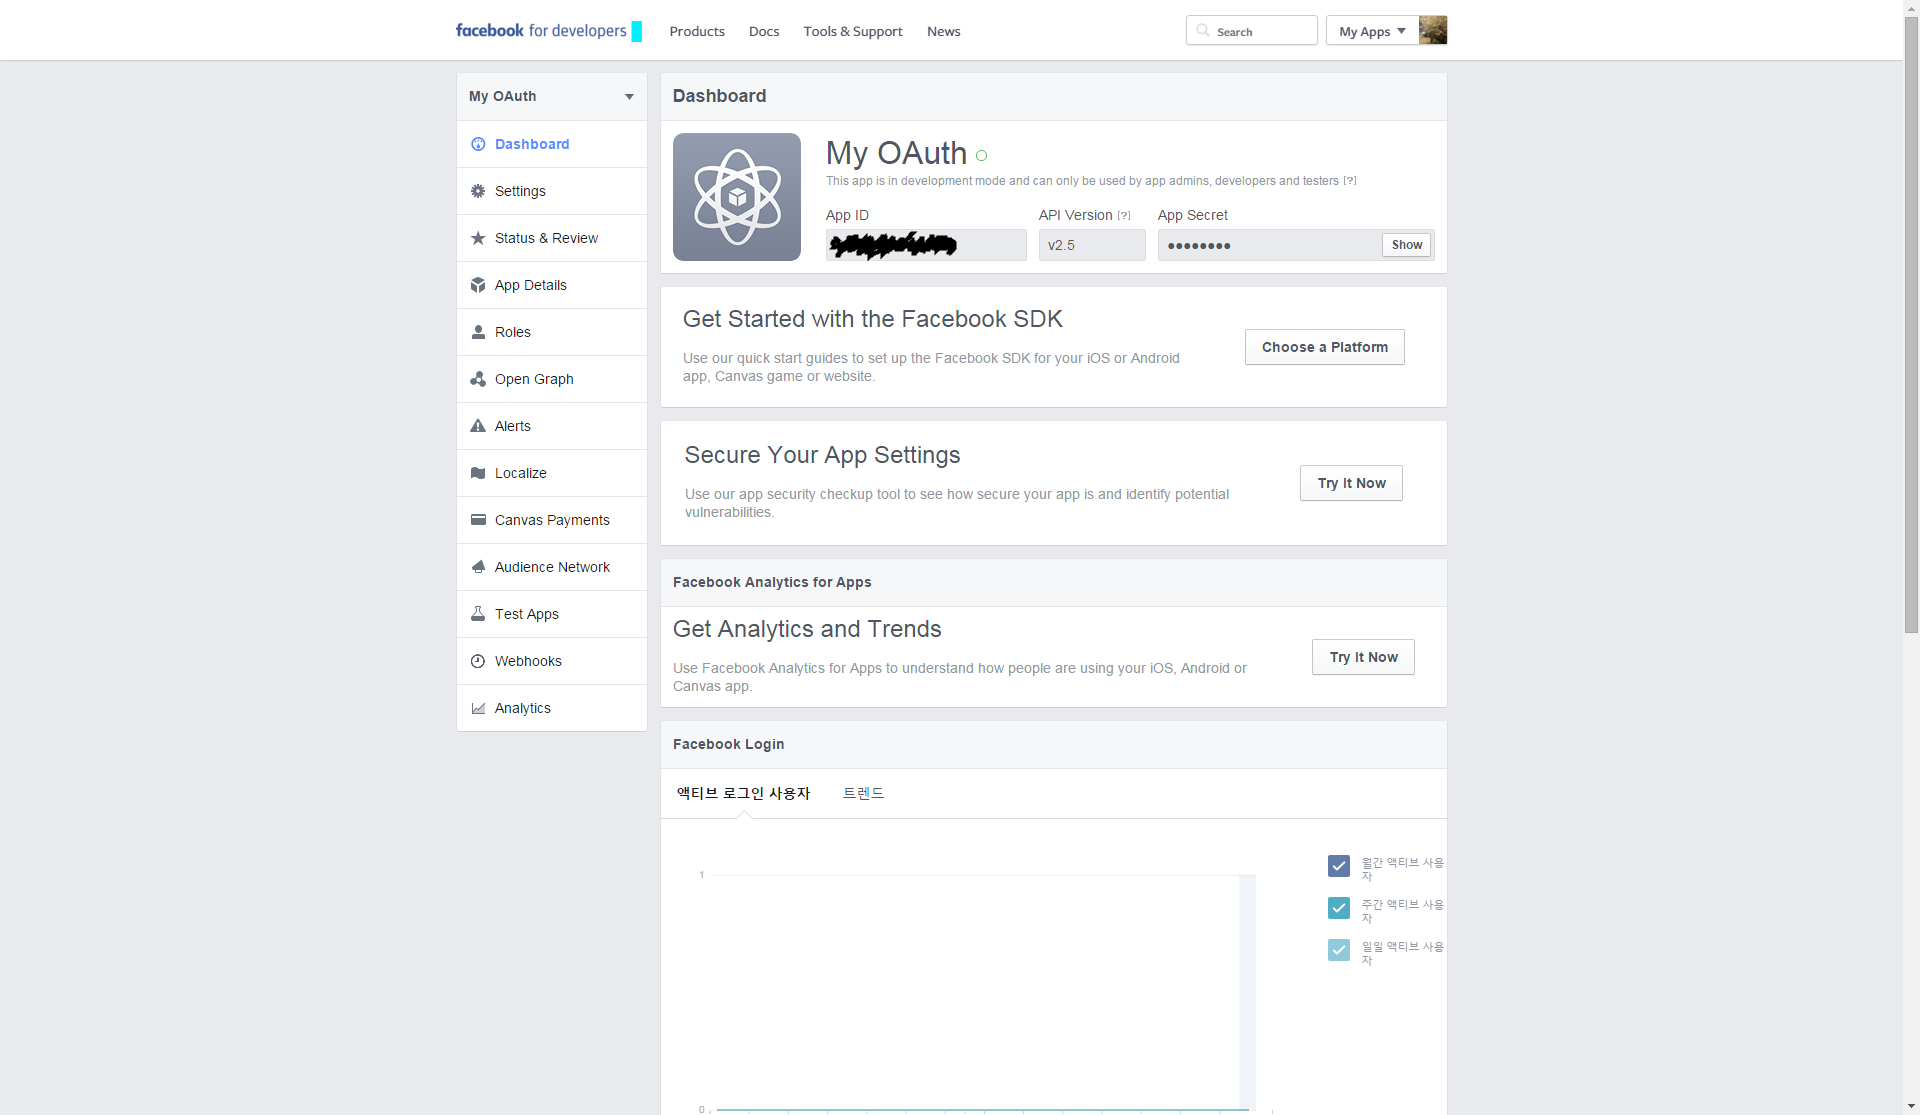 facebook for developers
Products
Docs
Tools & Support
News
Search
My Apps
My OAuth
Dashboard
Settings
Status & Review
App Details
Roles
Open Graph
Alerts
Localize
Canvas Payments
Audience Network
Test Apps
Webhooks
Analytics
Dashboard
My OAuth
This app is in development mode and can only be used by app admins, developers and testers [?]
App ID
API Version [?]
v2.5
App Secret
●●●●●●●●
Show
Get Started with the Facebook SDK
Use our quick start guides to set up the Facebook SDK for your iOS or Android
app, Canvas game or website.
Choose a Platform
Secure Your App Settings
Use our app security checkup tool to see how secure your app is and identify potential
vulnerabilities.
Try It Now
Facebook Analytics for Apps
Get Analytics and Trends
Use Facebook Analytics for Apps to understand how people are using your iOS, Android or
Canvas app.
Try It Now
Facebook Login
액티브 로그인 사용자
트렌드
1
0
월간 액티브 사용
자
주간 액티브 사용
자
일일 액티브 사용
자